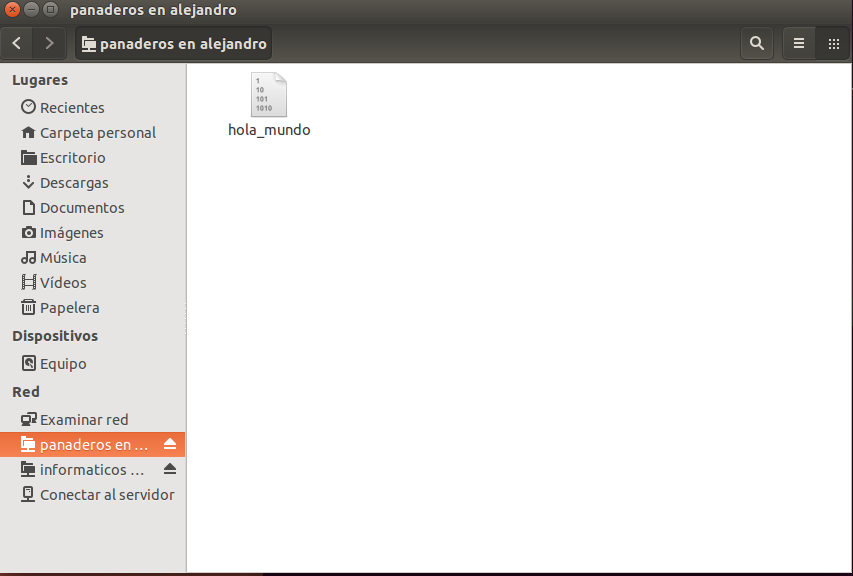 panaderos en alejandro
panaderos en alejandro
Lugares
Recientes
Carpeta personal
Escritorio
Descargas
Documentos
Imágenes
Música
Vídeos
Papelera
Dispositivos
Equipo
Red
Examinar red
panaderos en ...
informaticos ...
Conectar al servidor
1
10
101
1010
hola_mundo